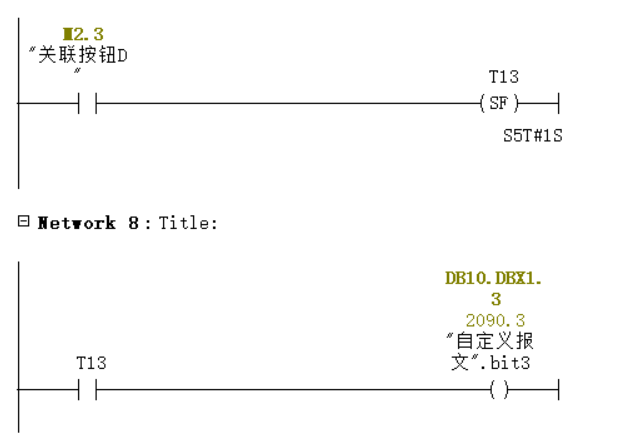 M2.3
"关联按钮D
"
T13
(SF)
S5T#1S
Network 8: Title:
DB10.DBX1.
3
2090.3
"自定义报
文".bit3
T13
( )